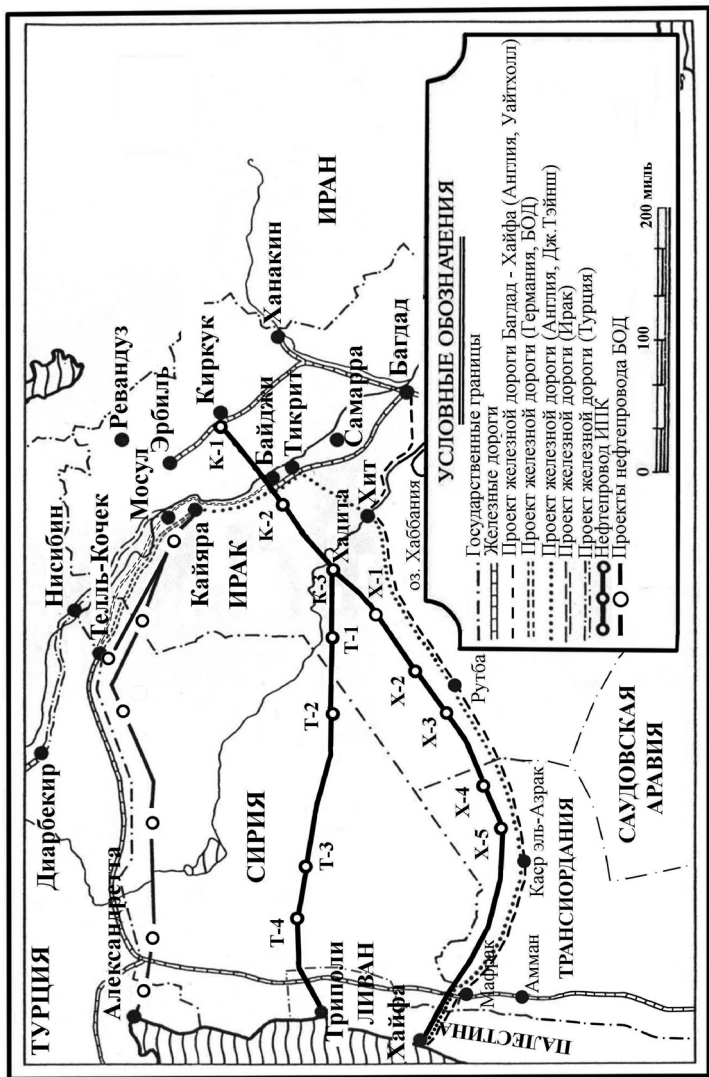 ТУРЦИЯ
Диарбекир
Нисибин
Александретта
Телль-Кочек
Мосул
Ревандуз
Эрбиль
Кайяра
Киркук
К-1
Байджи
ИРАН
ИРАК
К-2
Тикрит
Ханакин
СИРИЯ
Самарра
Т-4
Т-3
Т-2
Т-1
К-3
Хадита
Триполи
ЛИВАН
Х-1
Хит
Багдад
Х-2
оз. Хаббания
Х-3
Хайфа
Х-4
Рутба
Х-5
Мафрак
Каср эль-Азрак
Амман
ПАЛЕСТИНА
ТРАНСИОРДАНИЯ
САУДОВСКАЯ
АРАВИЯ
УСЛОВНЫЕ ОБОЗНАЧЕНИЯ
Государственные границы
Железные дороги
Проект железной дороги Багдад - Хайфа (Англия, Уайтхолл)
Проект железной дороги (Германия, БОД)
Проект железной дороги (Англия, Дж.Тэйнш)
Проект железной дороги (Ирак)
Проект железной дороги (Турция)
Нефтепровод ИПК
Проекты нефтепровода БОД
0 100 200 миль